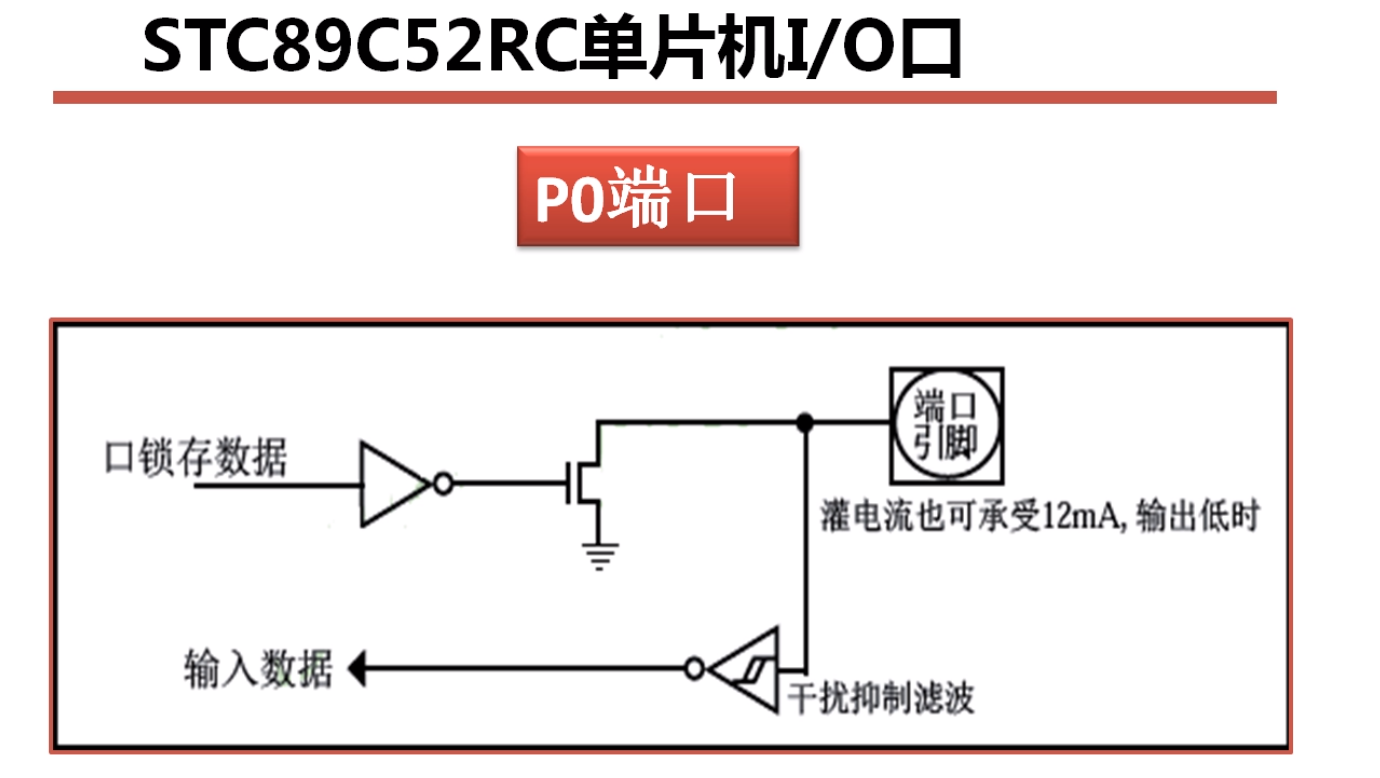 STC89C52RC单片机I/O口
P0端口
端口
引脚
口锁存数据
灌电流也可承受12mA, 输出低时
输入数据
干扰抑制滤波